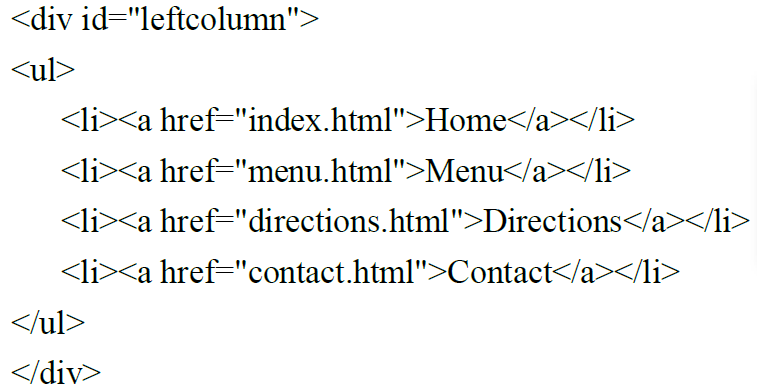 <div id="leftcolumn">
<ul>
<li><a href="index.html">Home</a></li>
<li><a href="menu.html">Menu</a></li>
<li><a href="directions.html">Directions</a></li>
<li><a href="contact.html">Contact</a></li>
</ul>
</div>